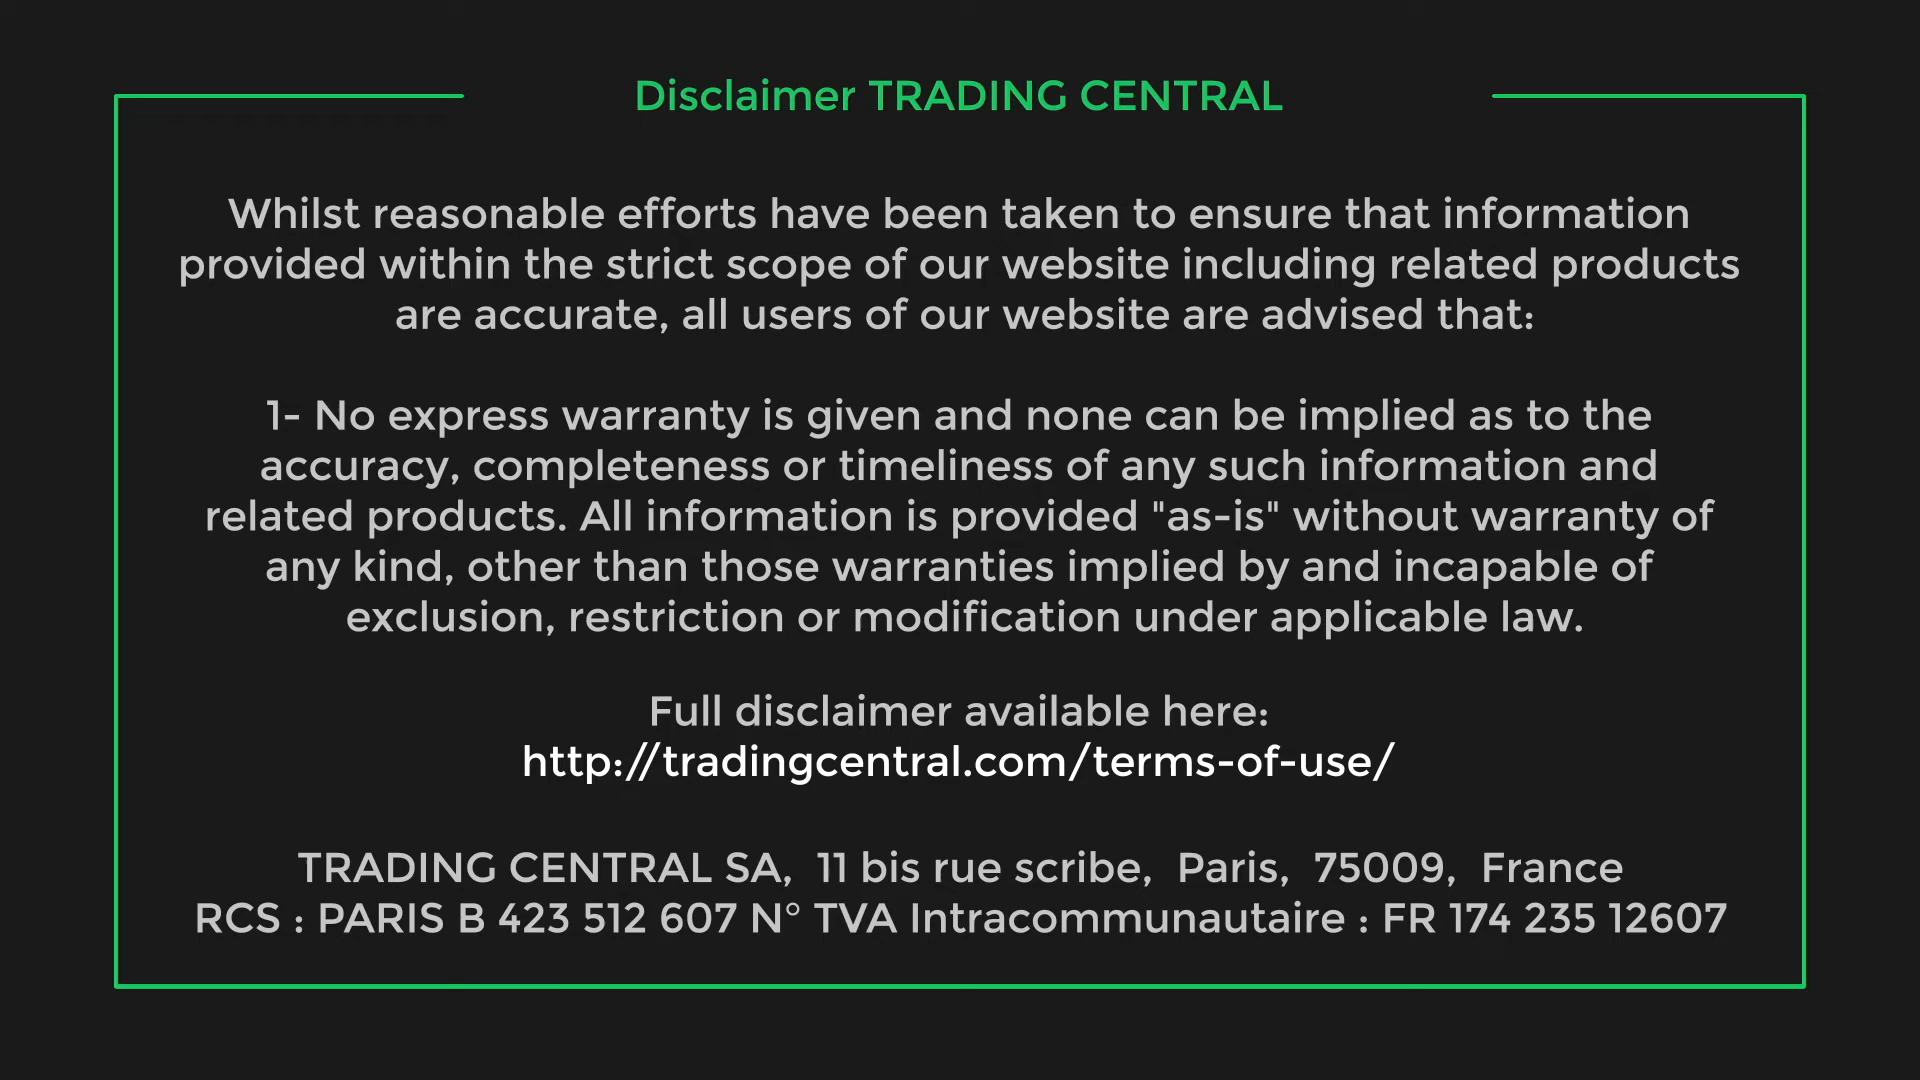 Disclaimer TRADING CENTRAL
Whilst reasonable efforts have been taken to ensure that information
provided within the strict scope of our website including related products
are accurate, all users of our website are advised that:
1- No express warranty is given and none can be implied as to the
accuracy, completeness or timeliness of any such information and
related products. All information is provided "as-is" without warranty of
any kind, other than those warranties implied by and incapable of
exclusion, restriction or modification under applicable law.
Full disclaimer available here:
http://tradingcentral.com/terms-of-use/
TRADING CENTRAL SA, 11 bis rue scribe, Paris, 75009, France
RCS : PARIS B 423 512 607 N° TVA Intracommunautaire : FR 174 235 12607